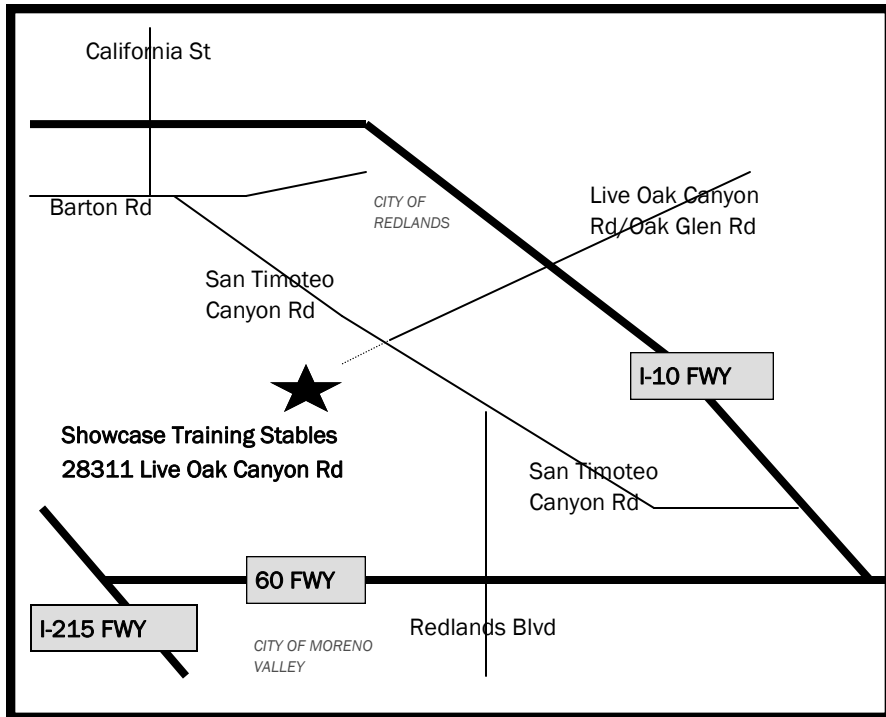 California St
Barton Rd
CITY OF
REDLANDS
Live Oak Canyon
Rd/Oak Glen Rd
San Timoteo
Canyon Rd
I-10 FWY
Showcase Training Stables
28311 Live Oak Canyon Rd
San Timoteo
Canyon Rd
60 FWY
I-215 FWY
Redlands Blvd
CITY OF MORENO
VALLEY